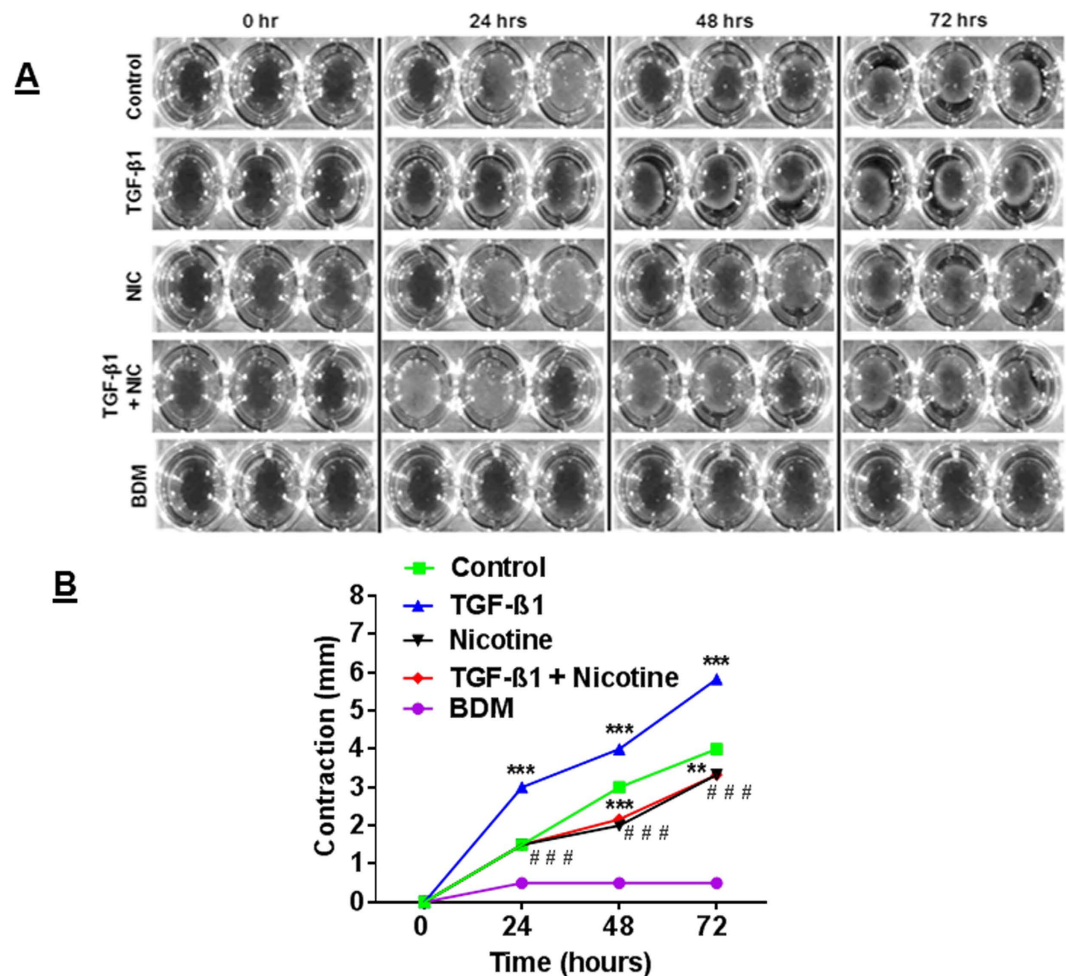 0 hr 24 hrs 48 hrs 72 hrs
A
Control
TGF-ß1
NIC
TGF-ß1
+ NIC
BDM
B
Control
TGF-ß1
Nicotine
TGF-ß1 + Nicotine
BDM
Contraction (mm)
8
7
6
5
4
3
2
1
0
***
***
***
**
***
# # #
# # #
# # #
0 24 48 72
Time (hours)